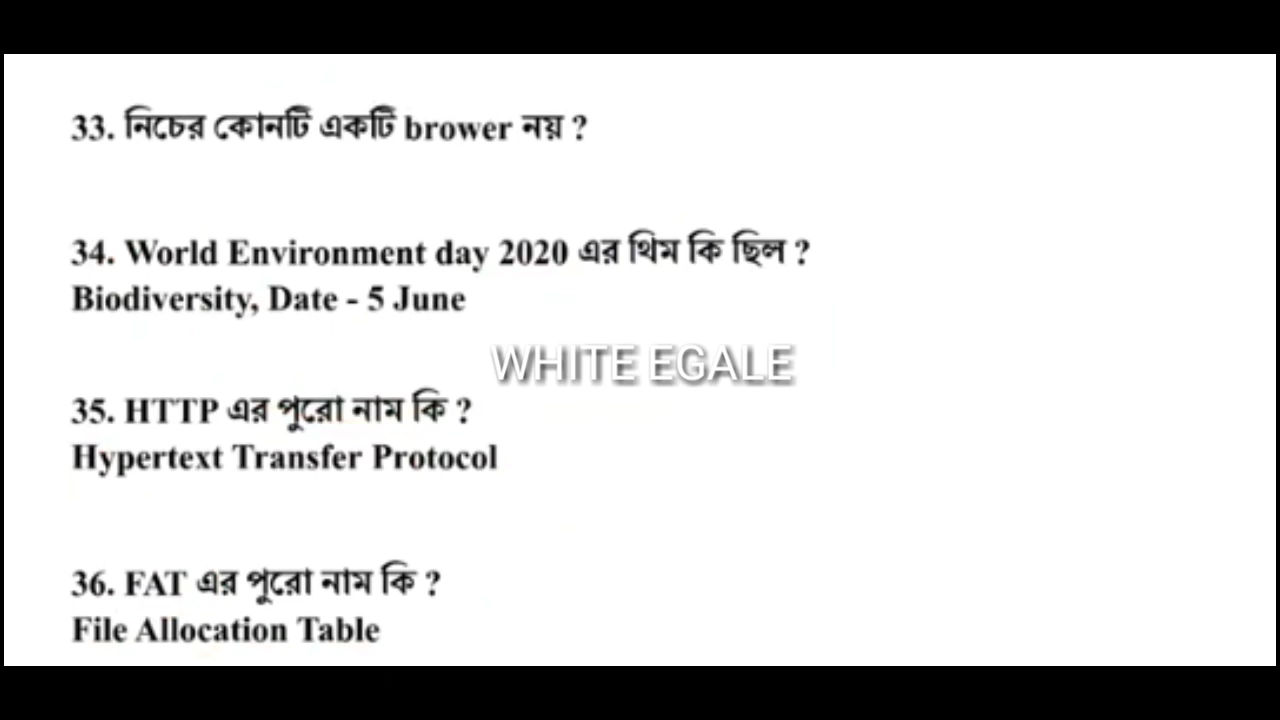 33. নিচের কোনটি একটি brower নয় ?
34. World Environment day 2020 এর থিম কি ছিল ?
Biodiversity, Date - 5 June
WHITE EGALE
35. HTTP এর পুরো নাম কি ?
Hypertext Transfer Protocol
36. FAT এর পুরো নাম কি ?
File Allocation Table